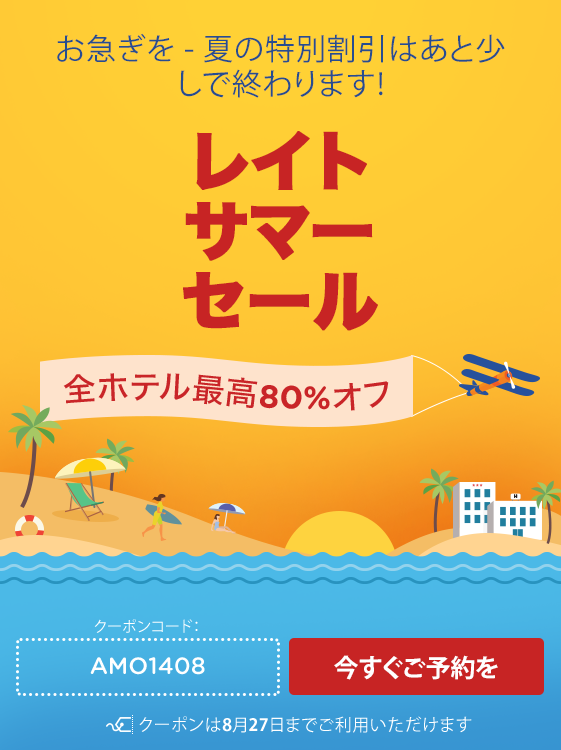 お急ぎを - 夏の特別割引はあと少
しで終わります!
レイト
サマー
セール
全ホテル最高80%オフ
H
クーポンコード:
AMO1408
今すぐご予約を
クーポンは8月27日までご利用いただけます